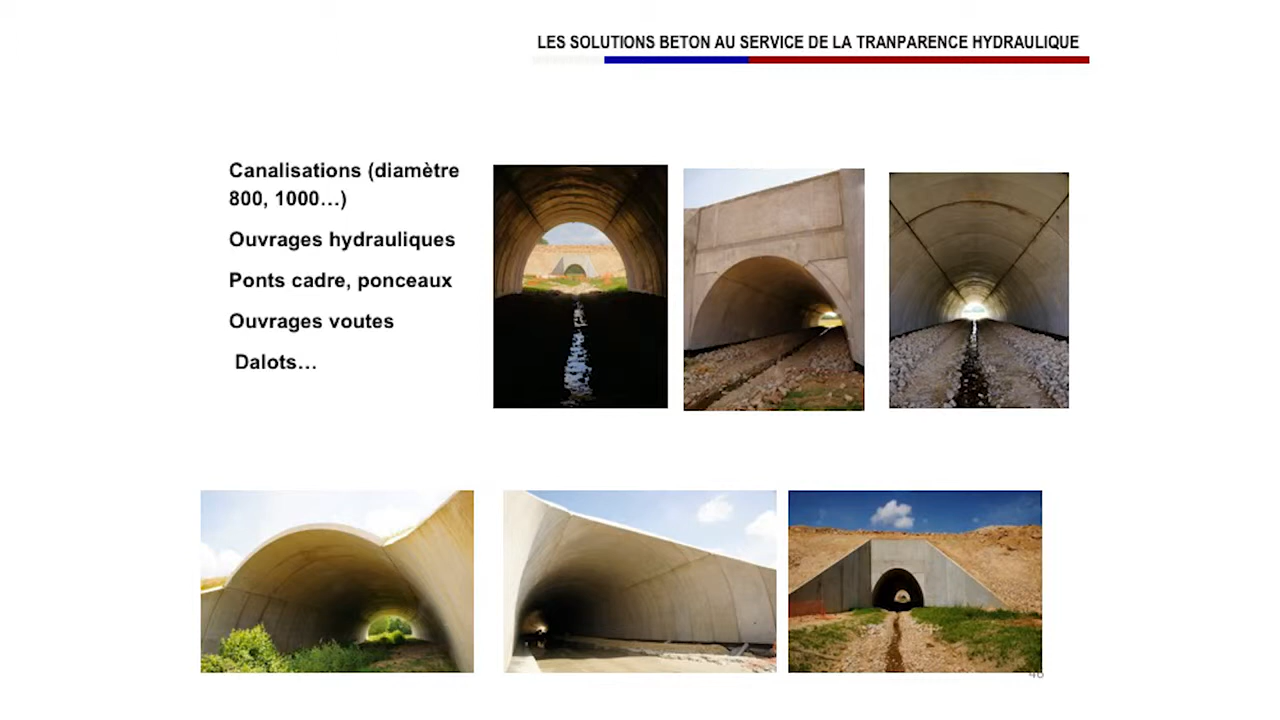 LES SOLUTIONS BETON AU SERVICE DE LA TRANPARENCE HYDRAULIQUE
Canalisations (diamètre
800, 1000…)
Ouvrages hydrauliques
Ponts cadre, ponceaux
Ouvrages voutes
Dalots…